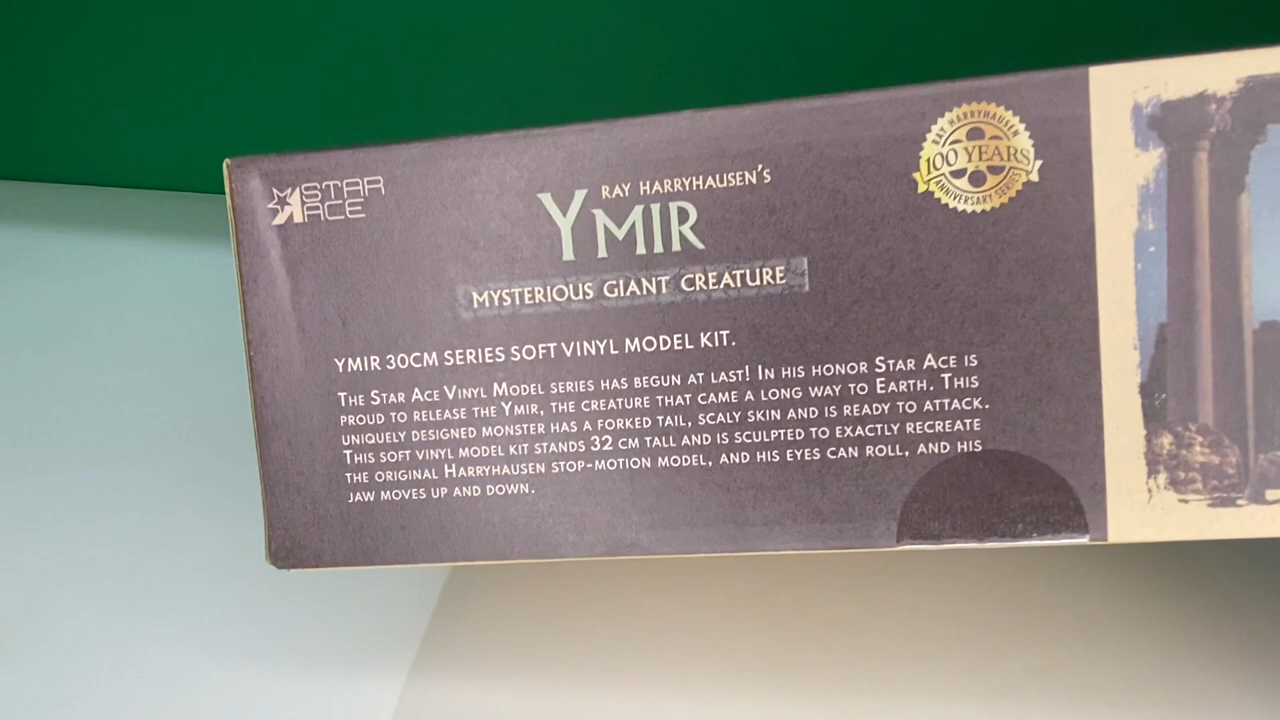 STAR
ACE
RAY HARRYHAUSEN'S
YMIR
MYSTERIOUS GIANT CREATURE
RAY HARRYHAUSEN
100 YEARS
ANNIVERSARY SERIES
YMIR 30CM SERIES SOFT VINYL MODEL KIT.
THE STAR ACE VINYL MODEL SERIES HAS BEGUN AT LAST! IN HIS HONOR STAR ACE IS
PROUD TO RELEASE THE YMIR, THE CREATURE THAT CAME A LONG WAY TO EARTH. THIS
UNIQUELY DESIGNED MONSTER HAS A FORKED TAIL, SCALY SKIN AND IS READY TO ATTACK.
THIS SOFT VINYL MODEL KIT STANDS 32 CM TALL AND IS SCULPTED TO EXACTLY RECREATE
THE ORIGINAL HARRYHAUSEN STOP-MOTION MODEL, AND HIS EYES CAN ROLL, AND HIS
JAW MOVES UP AND DOWN.